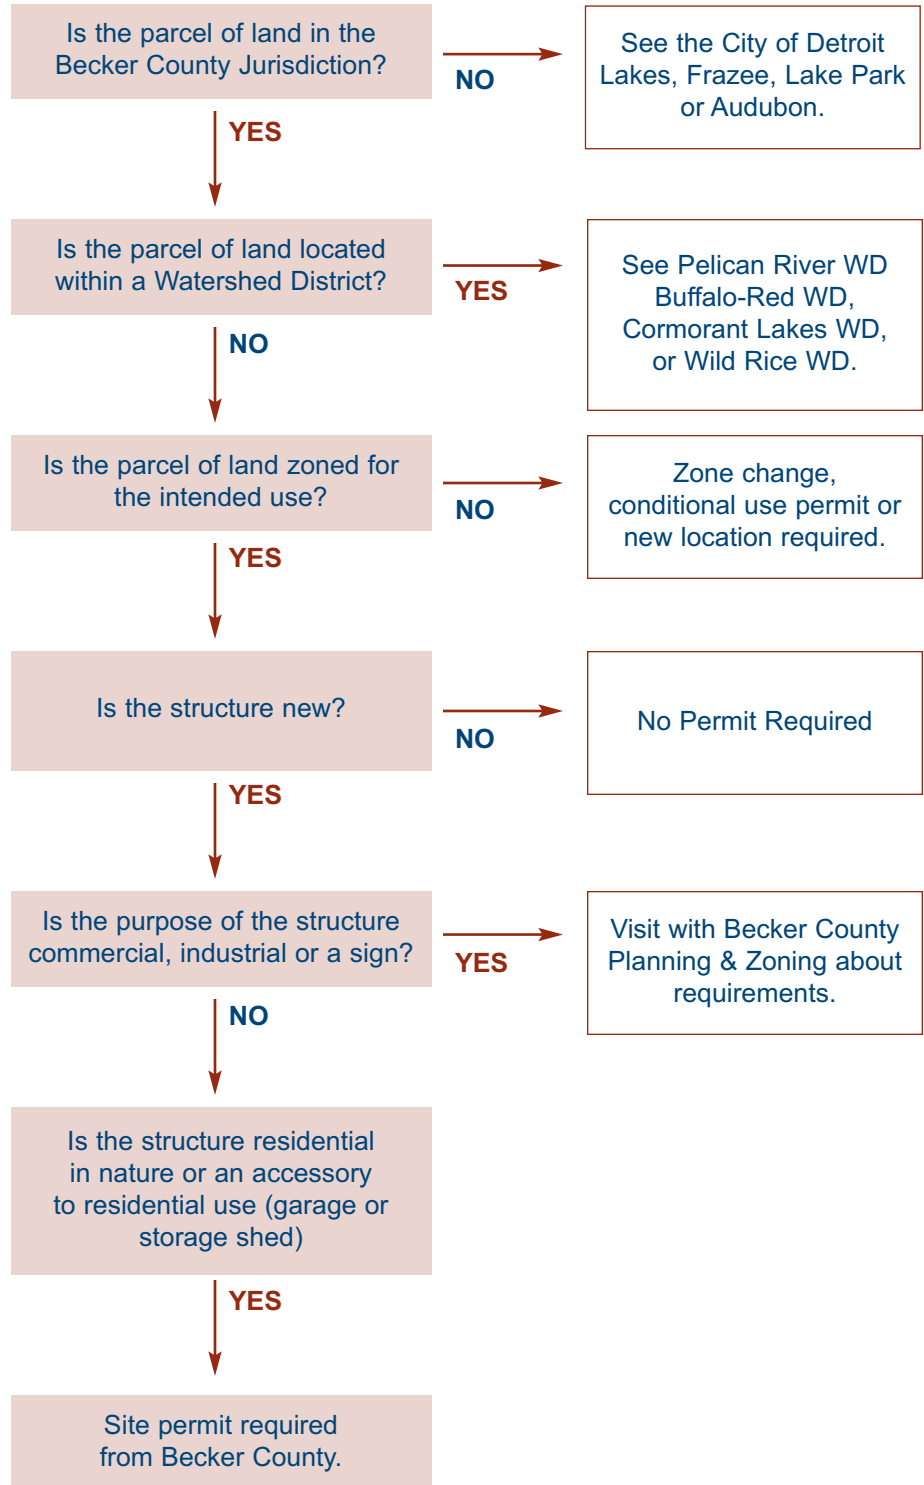 Is the parcel of land in the
Becker County Jurisdiction?
NO
See the City of Detroit
Lakes, Frazee, Lake Park
or Audubon.
YES
Is the parcel of land located
within a Watershed District?
YES
See Pelican River WD
Buffalo-Red WD,
Cormorant Lakes WD,
or Wild Rice WD.
NO
Is the parcel of land zoned for
the intended use?
NO
Zone change,
conditional use permit or
new location required.
YES
Is the structure new?
NO
No Permit Required
YES
Is the purpose of the structure
commercial, industrial or a sign?
YES
Visit with Becker County
Planning & Zoning about
requirements.
NO
Is the structure residential
in nature or an accessory
to residential use (garage or
storage shed)
YES
Site permit required
from Becker County.